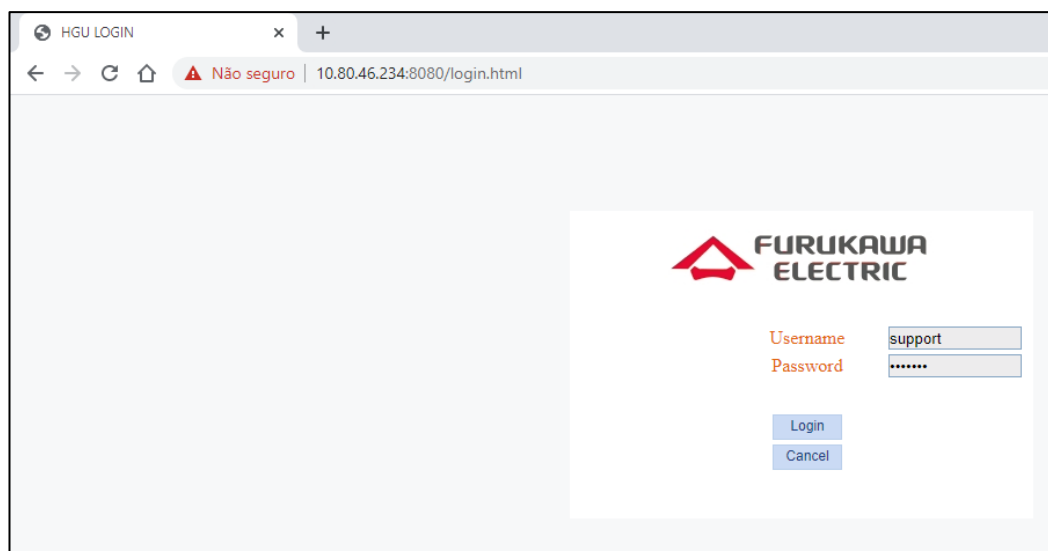 HGU LOGIN
Não seguro | 10.80.46.234:8080/login.html
FURUKAWA
ELECTRIC
Username support
Password •••••••
Login
Cancel